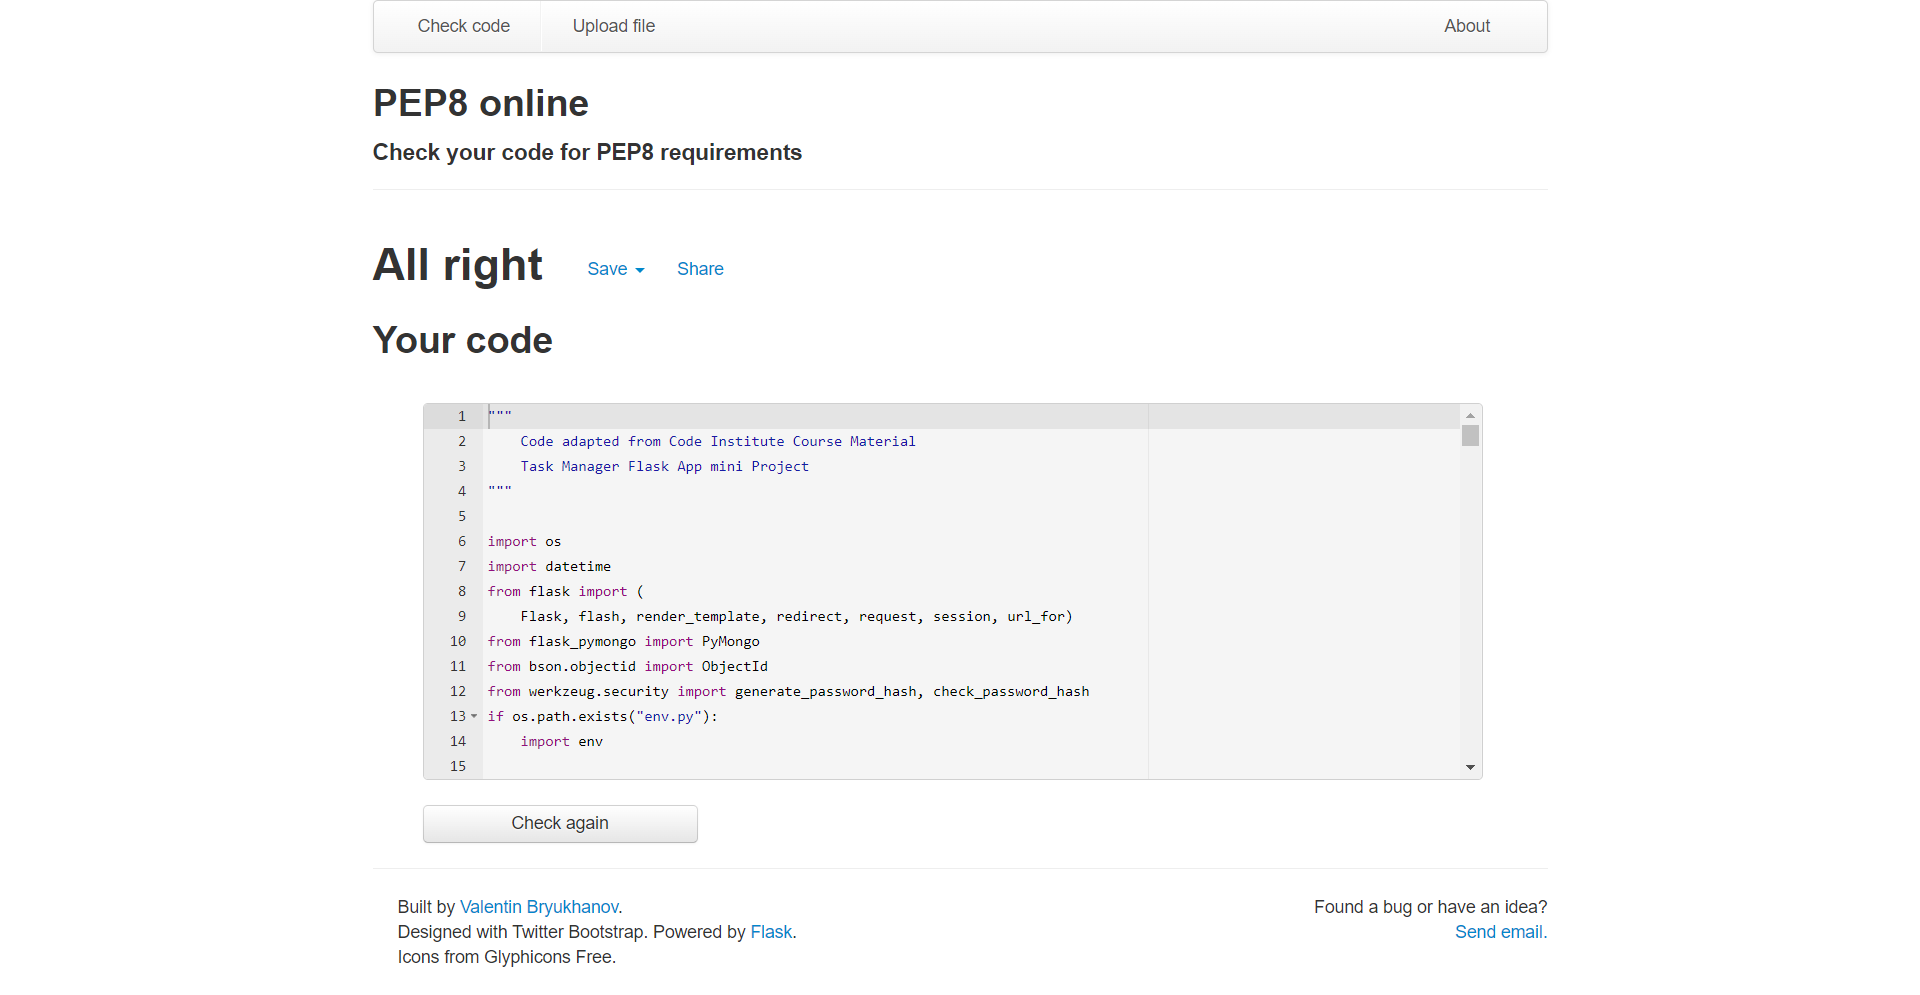 Check code Upload file About
PEP8 online
Check your code for PEP8 requirements
All right Save Share
Your code
1 """
2 Code adapted from Code Institute Course Material
3 Task Manager Flask App mini Project
4 """
5
6 import os
7 import datetime
8 from flask import (
9 Flask, flash, render_template, redirect, request, session, url_for)
10 from flask_pymongo import PyMongo
11 from bson.objectid import ObjectId
12 from werkzeug.security import generate_password_hash, check_password_hash
13 if os.path.exists("env.py"):
14 import env
15
Check again
Built by Valentin Bryukhanov. Found a bug or have an idea?
Designed with Twitter Bootstrap. Powered by Flask. Send email.
Icons from Glyphicons Free.